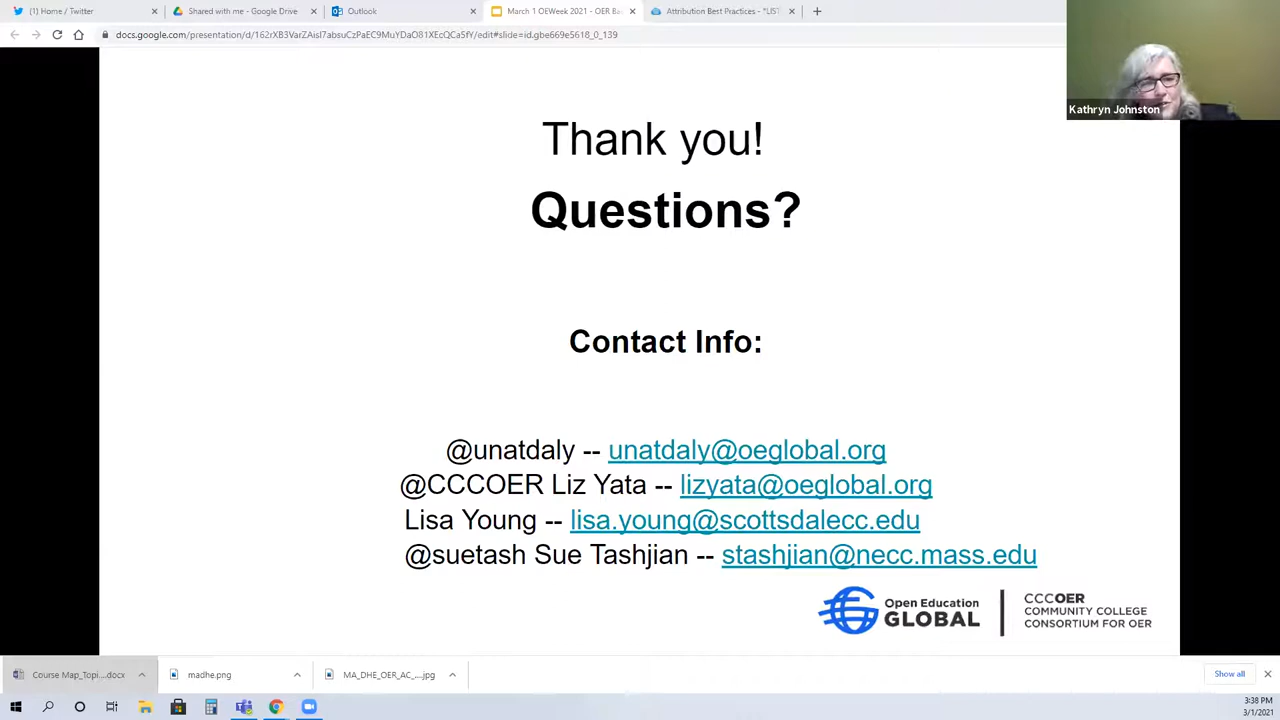 (1) Home / Twitter
Shared with me - Google Drive
Outlook
March 1 OEWeek 2021 - OER Ba
Attribution Best Practices - "LIST
docs.google.com/presentation/d/162rXB3VarZAisI7absuCzPaEC9MuYDaO81XEcQCa5fY/edit#slide=id.gbe669e5618_0_139
Kathryn Johnston
Thank you!
Questions?
Contact Info:
@unatdaly -- unatdaly@oeglobal.org
@CCCOER Liz Yata -- lizyata@oeglobal.org
Lisa Young -- lisa.young@scottsdalecc.edu
@suetash Sue Tashjian -- stashjian@necc.mass.edu
Open Education
GLOBAL
CCCOER
COMMUNITY COLLEGE
CONSORTIUM FOR OER
Course Map_Topi....docx
madhe.png
MA_DHE_OER_AC_....jpg
Show all
3:38 PM
3/1/2021